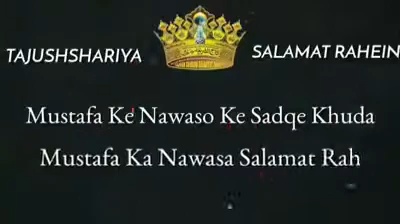 TAJUSHSHARIYA SALAMAT RAHEIN
Mustafa Ke Nawaso Ke Sadqe Khuda
Mustafa Ka Nawasa Salamat Rah